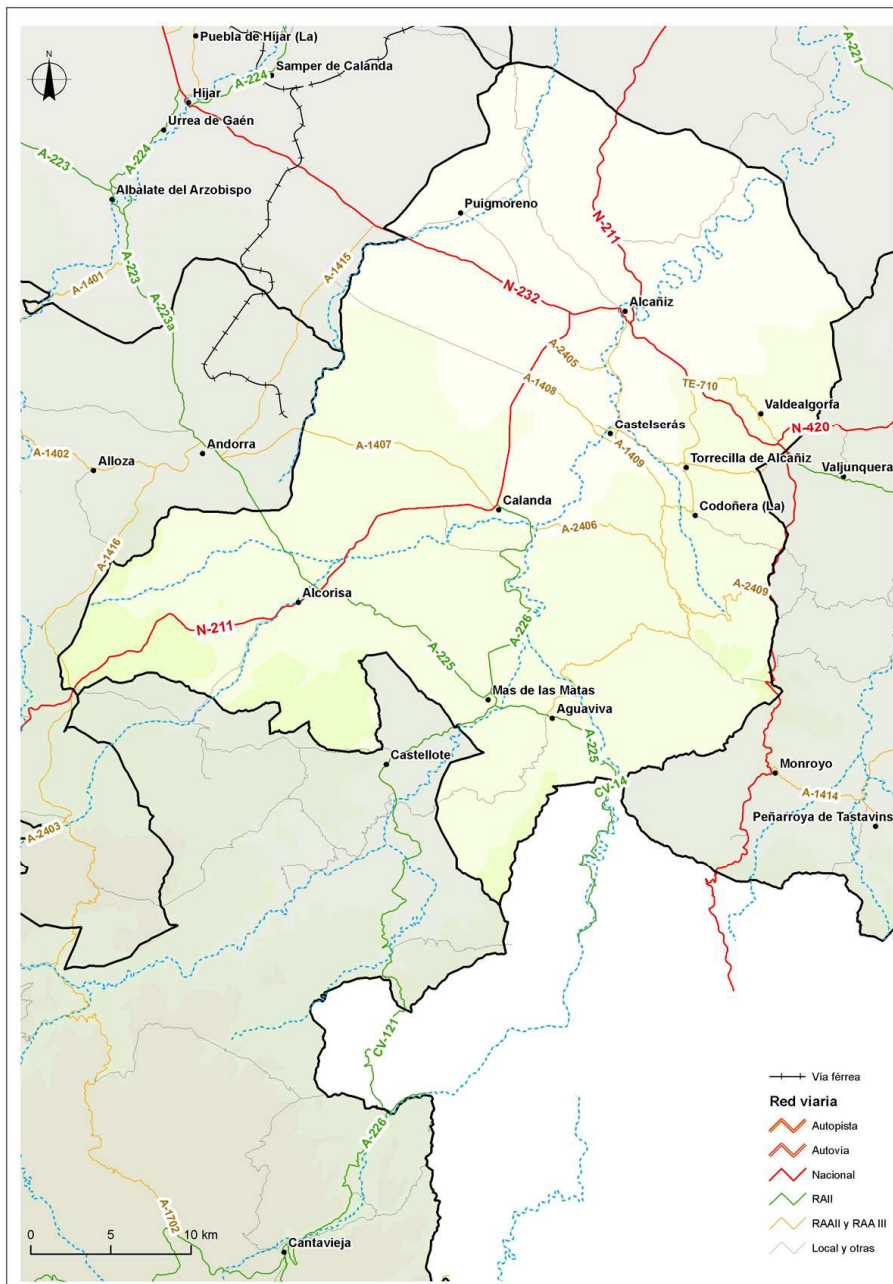 N
Puebla de Híjar (La)
A-224
Samper de Calanda
A-221
Híjar
Urrea de Gaén
A-223
A-224
Albalate del Arzobispo
Puigmoreno
N-211
A-223
A-1415
A-1401
A-223a
N-232
Alcañiz
A-2405
A-1408
TE-710
Valdealgorfa
Castelserás
N-420
A-1407
A-1409
Andorra
A-1402
Alloza
Torrecilla de Alcañiz
Valjunquera
Calanda
Codoñera (La)
A-2406
A-1416
A-2409
Alcorisa
N-211
A-226
A-225
Mas de las Matas
Aguaviva
A-225
Castellote
CV-14
Monroyo
A-1414
Peñarroya de Tastavins
A-2403
CV-121
A-226
A-1702
Cantavieja
0 5 10 km
Vía férrea
Red viaria
Autopista
Autovía
Nacional
RAII
RAAII y RAA III
Local y otras